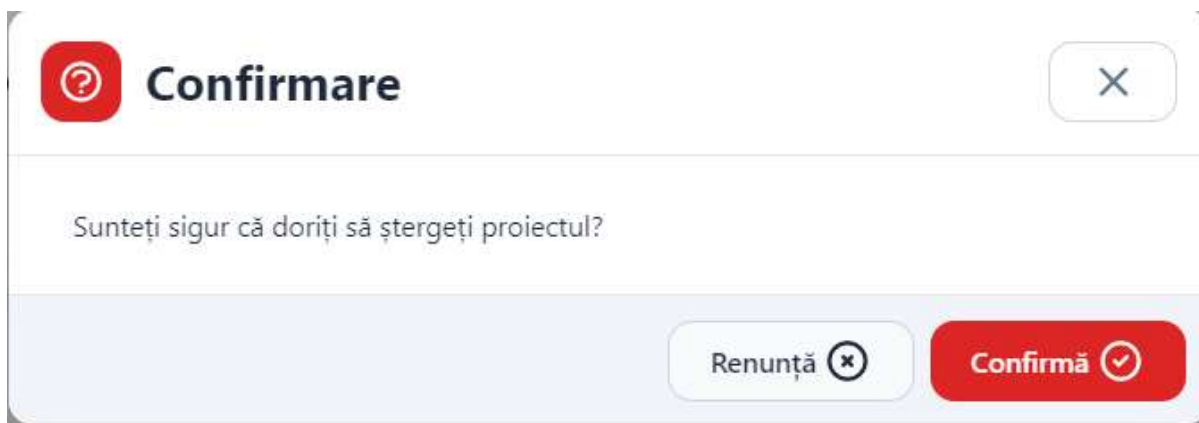 Confirmare
Sunteți sigur că doriți să ștergeți proiectul?
Renunță
Confirmă